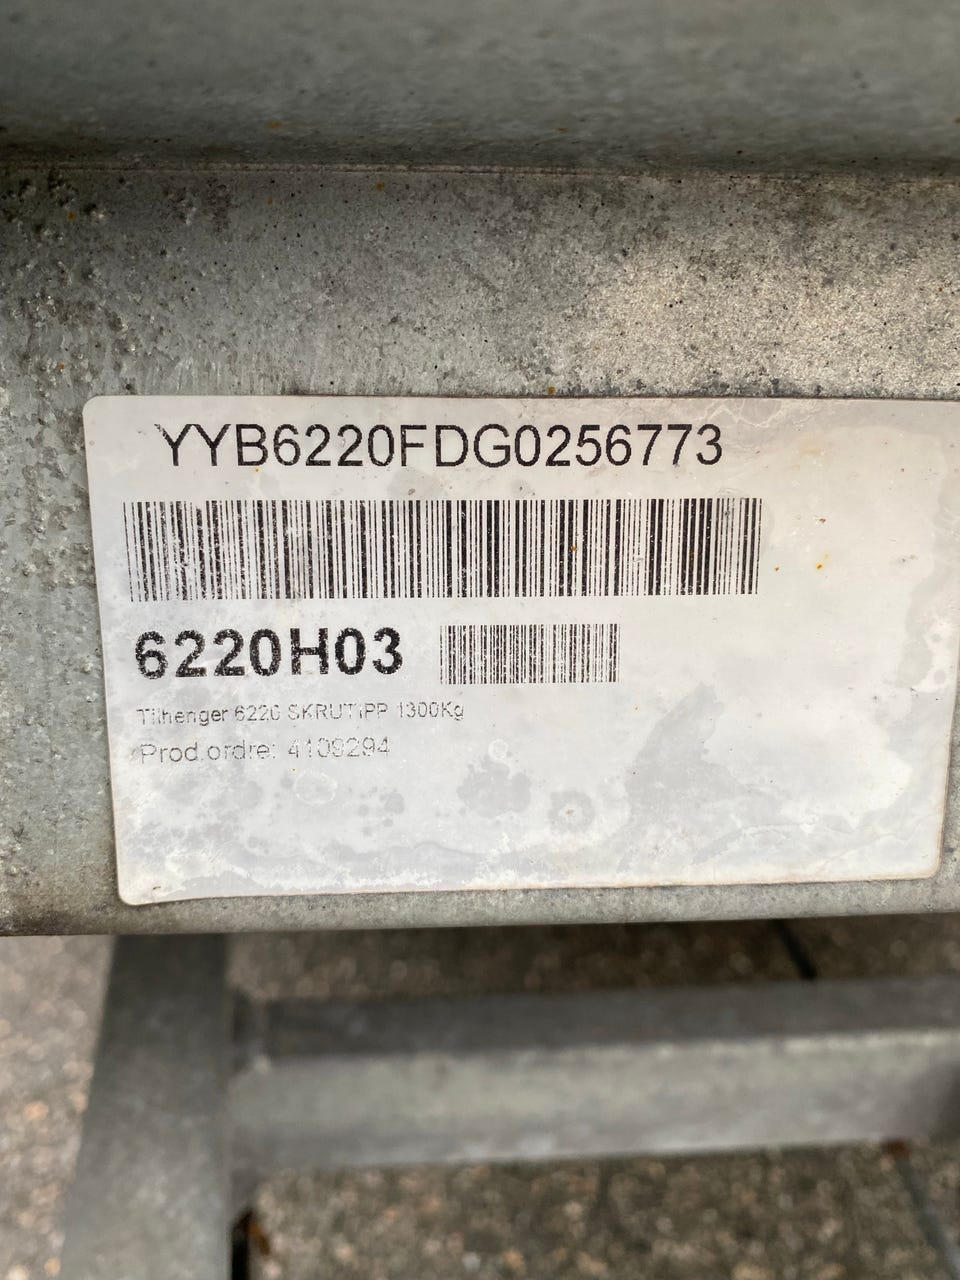 YYB6220FDG0256773
6220H03
Tilhenger 6220 SKRUTIPP 1300Kg
Prod.ordre: 4109294